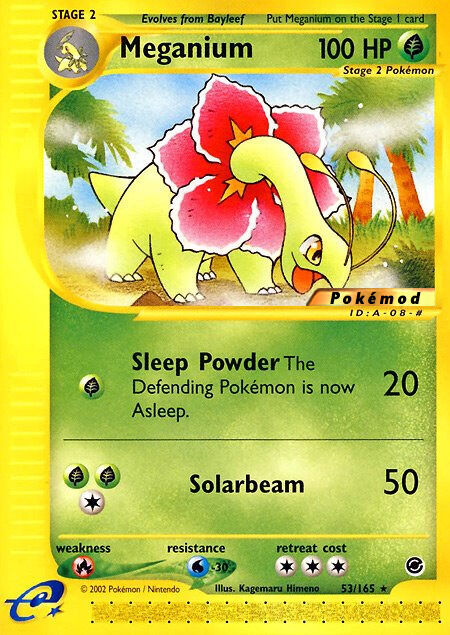 STAGE 2
Evolves from Bayleef
Put Meganium on the Stage 1 card
Meganium
100 HP
Stage 2 Pokémon
Pokémod
ID:A-08-#
Sleep Powder The
Defending Pokémon is now
Asleep.
20
Solarbeam
50
weakness
resistance
retreat cost
-30
© 2002 Pokémon / Nintendo
Illus. Kagemaru Himeno
53/165 ★
e